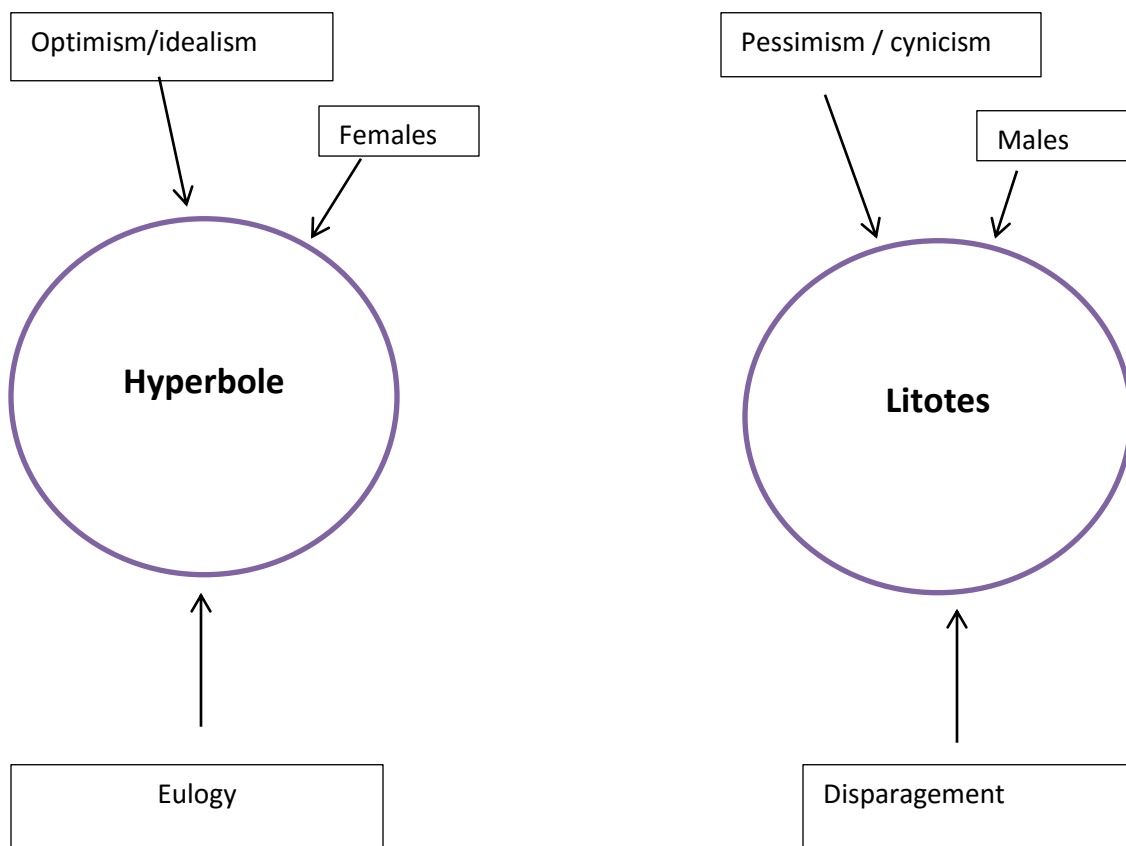 Optimism/idealism
Pessimism / cynicism
Females
Males
Hyperbole
Litotes
Eulogy
Disparagement